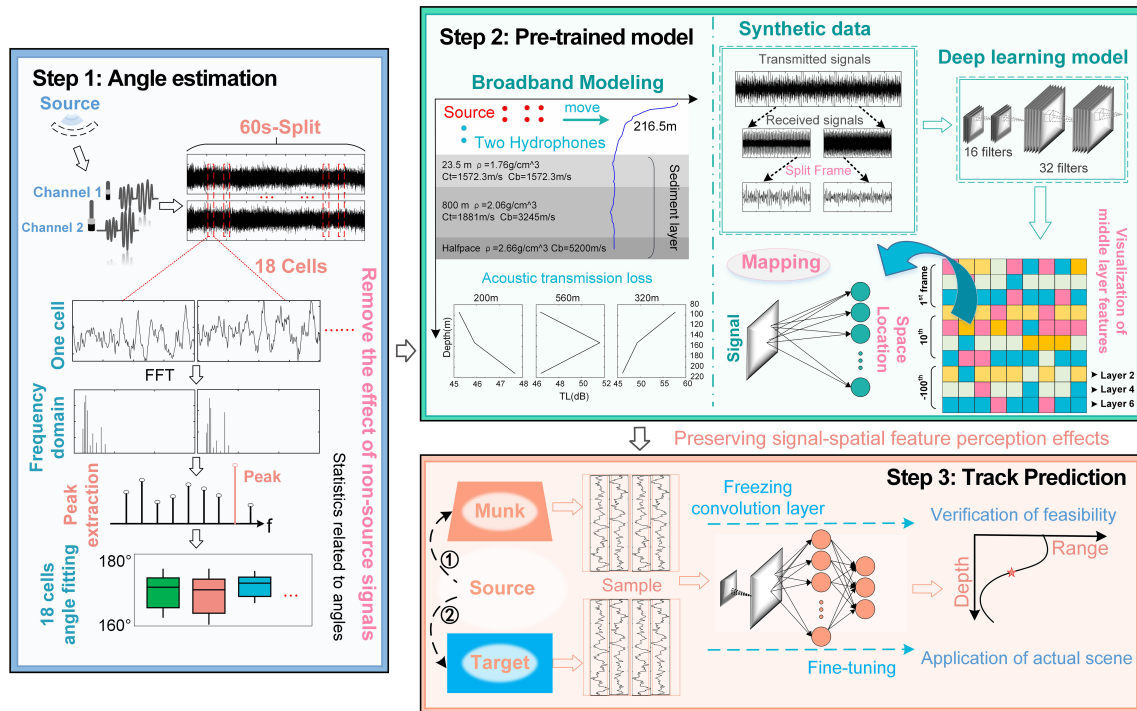 Step 1: Angle estimation
Source
60s-Split
Channel 1
Channel 2
18 Cells
One cell
FFT
Frequency
domain
Peak
extraction
Peak
f
18 cells
angle fitting
180°
160°
Statistics related to angles
Remove the effect of non-source signals
Step 2: Pre-trained model
Broadband Modeling
Source
move
Two Hydrophones
216.5m
23.5 m ρ=1.76g/cm^3
Ct=1572.3m/s Cb=1572.3m/s
800 m ρ=2.06g/cm^3
Ct=1881m/s Cb=3245m/s
Halfpace ρ=2.66g/cm^3 Cb=5200m/s
Sediment layer
Acoustic transmission loss
200m
560m
320m
Depth(m)
80
100
120
140
160
180
200
220
45
46
47
48
46
48
50
52
45
50
55
60
TL(dB)
Synthetic data
Transmitted signals
Received signals
Split Frame
Deep learning model
16 filters
32 filters
Visualization of
middle layer features
Mapping
Signal
Space
Location
1st frame
10th
-100th
Layer 2
Layer 4
Layer 6
Preserving signal-spatial feature perception effects
Step 3: Track Prediction
Munk
①
Source
②
Target
Sample
Freezing
convolution layer
Fine-tuning
Verification of feasibility
Range
Depth
Application of actual scene